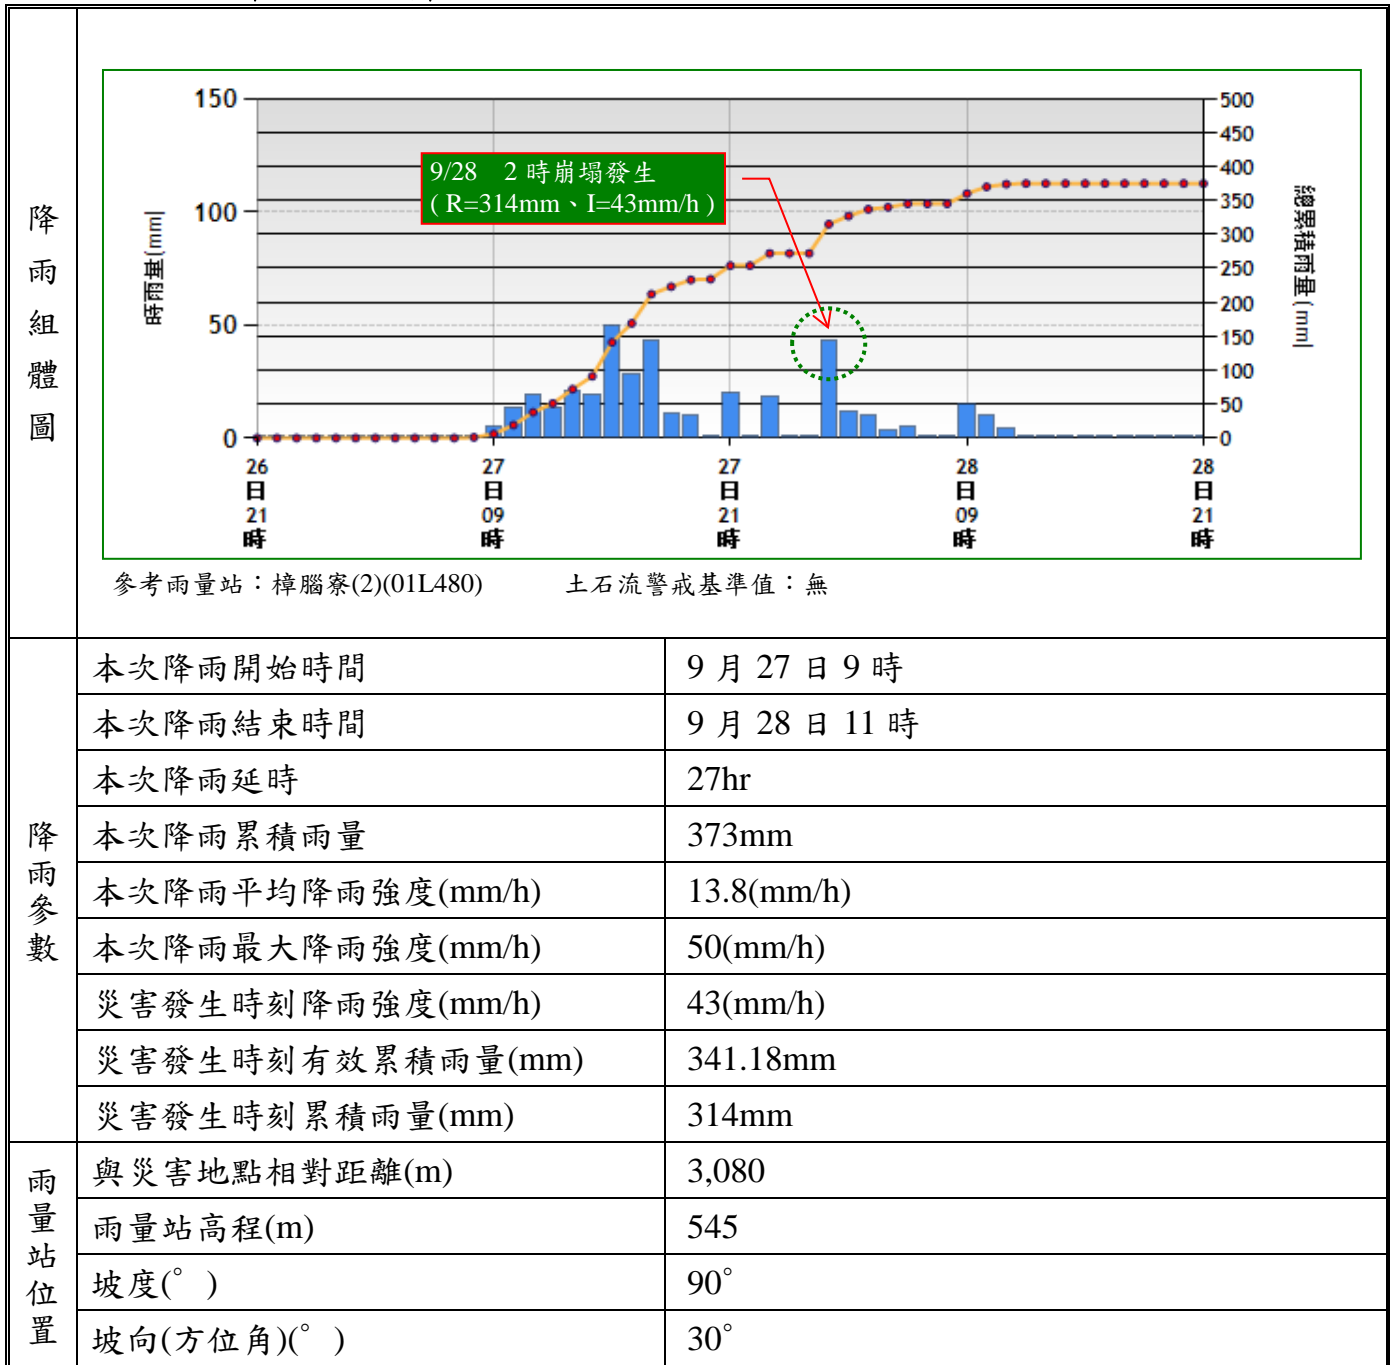 降雨組體圖
150
100
50
0
時雨量(mm)
9/28 2 時崩塌發生
( R=314mm、I=43mm/h )
500
450
400
350
300
250
200
150
100
50
0
總累積雨量(mm)
26日21時
27日09時
27日21時
28日09時
28日21時
參考雨量站：樟腦寮(2)(01L480) 土石流警戒基準值：無
降雨參數
本次降雨開始時間 9 月 27 日 9 時
本次降雨結束時間 9 月 28 日 11 時
本次降雨延時 27hr
本次降雨累積雨量 373mm
本次降雨平均降雨強度(mm/h) 13.8(mm/h)
本次降雨最大降雨強度(mm/h) 50(mm/h)
災害發生時刻降雨強度(mm/h) 43(mm/h)
災害發生時刻有效累積雨量(mm) 341.18mm
災害發生時刻累積雨量(mm) 314mm
雨量站位置
與災害地點相對距離(m) 3,080
雨量站高程(m) 545
坡度(° ) 90°
坡向(方位角)(° ) 30°